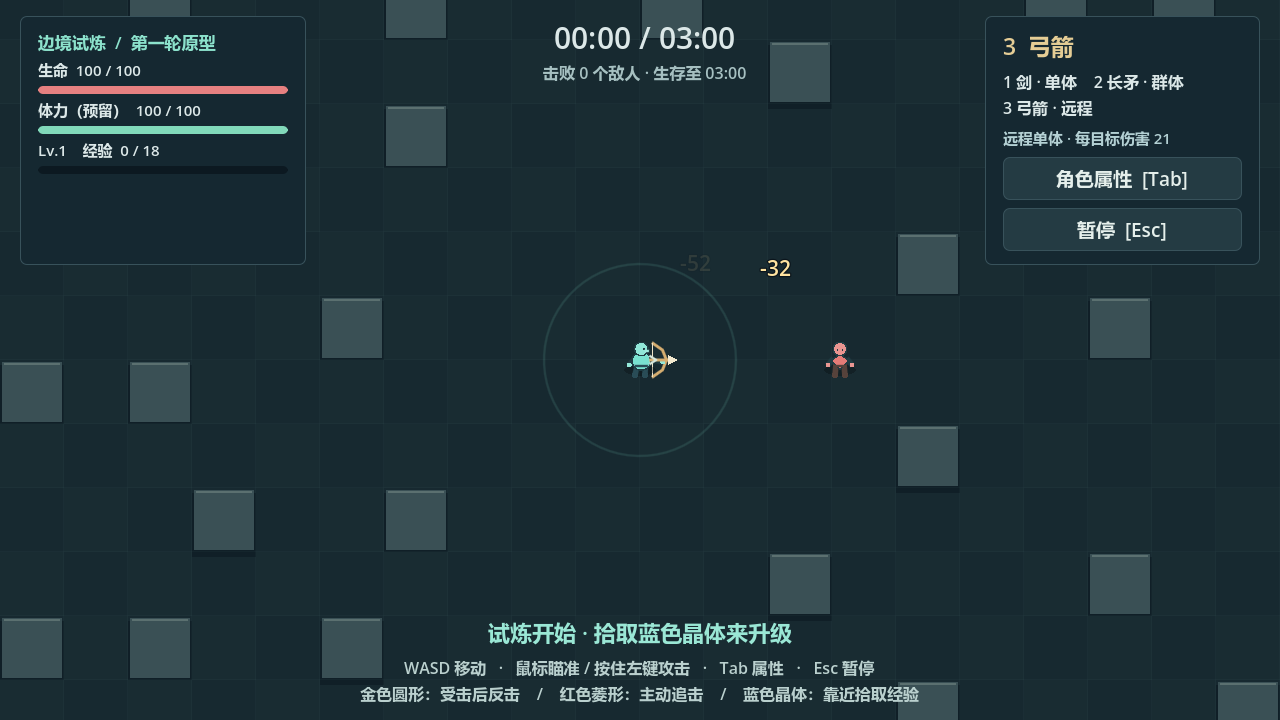 边境试炼 / 第一轮原型
生命 100 / 100
体力（预留） 100 / 100
Lv.1 经验 0 / 18
00:00 / 03:00
击败 0 个敌人 · 生存至 03:00
3 弓箭
1 剑 · 单体 2 长矛 · 群体
3 弓箭 · 远程
远程单体 · 每目标伤害 21
角色属性 [Tab]
暂停 [Esc]
-52
-32
试炼开始 · 拾取蓝色晶体来升级
WASD 移动 · 鼠标瞄准 / 按住左键攻击 · Tab 属性 · Esc 暂停
金色圆形：受击后反击 / 红色菱形：主动追击 / 蓝色晶体：靠近拾取经验